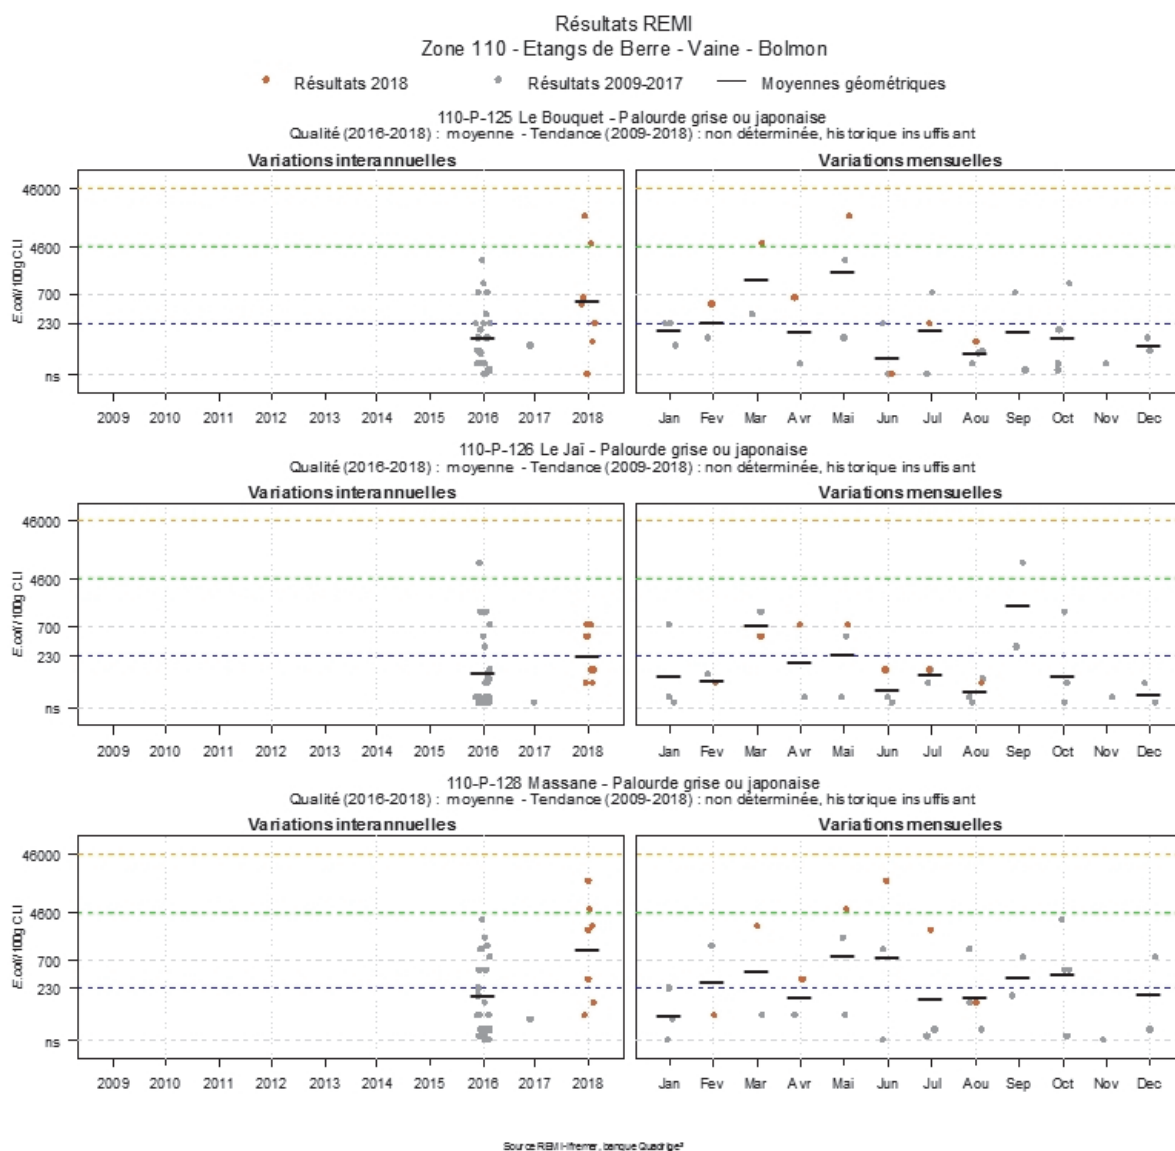 Résultats REMI
Zone 110 - Etangs de Berre - Vaine - Bolmon
Résultats 2018 Résultats 2009-2017 Moyennes géométriques
110-P-125 Le Bouquet - Palourde grise ou japonaise
Qualité (2016-2018) : moyenne - Tendance (2009-2018) : non déterminée, historique insuffisant
Variations interannuelles Variations mensuelles
46000
4600
700
230
ns
E.coli/100g CLI
2009 2010 2011 2012 2013 2014 2015 2016 2017 2018 Jan Fev Mar Avr Mai Jun Jul Aou Sep Oct Nov Dec
110-P-126 Le Jaï - Palourde grise ou japonaise
Qualité (2016-2018) : moyenne - Tendance (2009-2018) : non déterminée, historique insuffisant
Variations interannuelles Variations mensuelles
46000
4600
700
230
ns
E.coli/100g CLI
2009 2010 2011 2012 2013 2014 2015 2016 2017 2018 Jan Fev Mar Avr Mai Jun Jul Aou Sep Oct Nov Dec
110-P-128 Massane - Palourde grise ou japonaise
Qualité (2016-2018) : moyenne - Tendance (2009-2018) : non déterminée, historique insuffisant
Variations interannuelles Variations mensuelles
46000
4600
700
230
ns
E.coli/100g CLI
2009 2010 2011 2012 2013 2014 2015 2016 2017 2018 Jan Fev Mar Avr Mai Jun Jul Aou Sep Oct Nov Dec
Source REMI-Ifremer, banque Quadrige²